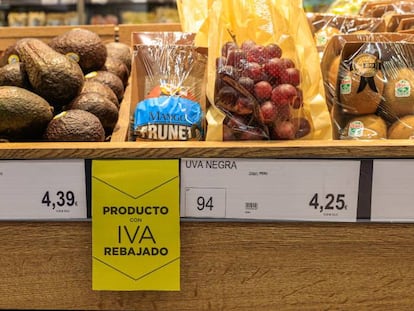 MANGO
TRUNET
4,39€
PRODUCTO
CON
IVA
REBAJADO
UVA NEGRA
94
4,25€